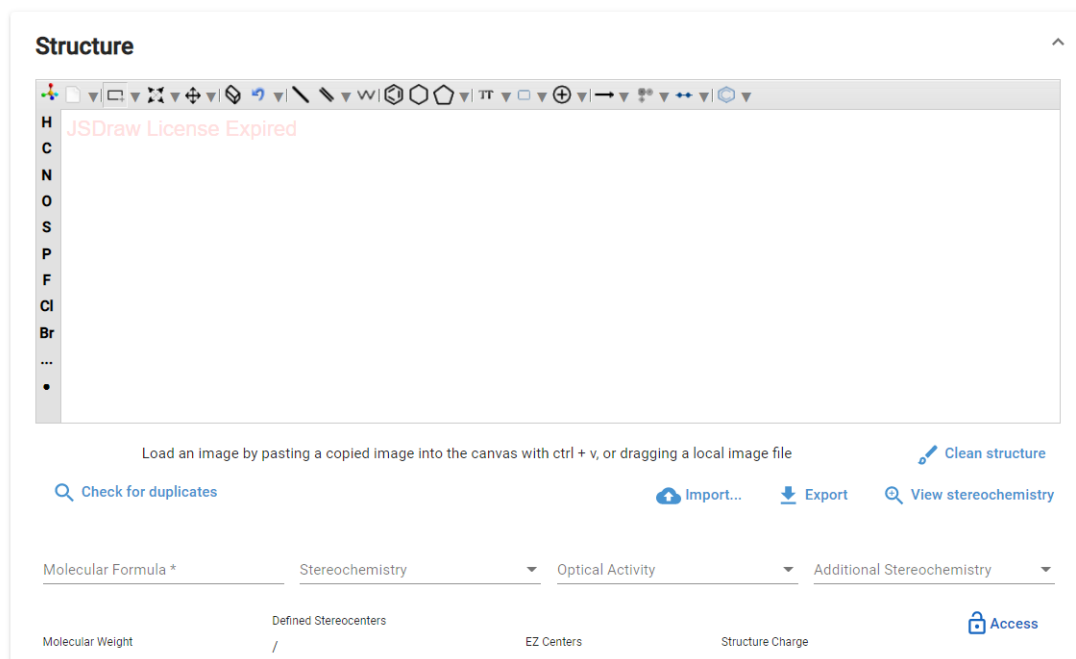 Structure
TT
H
JSDraw License Expired
C
N
O
S
P
F
Cl
Br
...
Load an image by pasting a copied image into the canvas with ctrl + v, or dragging a local image file
Clean structure
Check for duplicates
Import...
Export
View stereochemistry
Molecular Formula *
Stereochemistry
Optical Activity
Additional Stereochemistry
Defined Stereocenters
Access
Molecular Weight
/
EZ Centers
Structure Charge